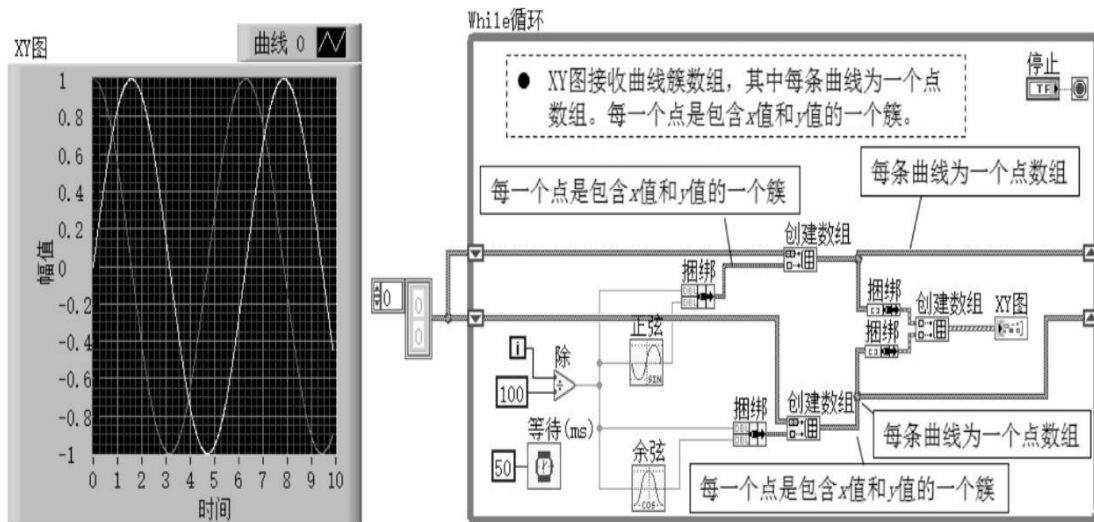 XY图
曲线 0
1
0.8
0.6
0.4
0.2
0
-0.2
-0.4
-0.6
-0.8
-1
幅值
0 1 2 3 4 5 6 7 8 9 10
时间
While循环
● XY图接收曲线簇数组，其中每条曲线为一个点
数组。每一个点是包含x值和y值的一个簇。
停止
TF
每一个点是包含x值和y值的一个簇
每条曲线为一个点数组
创建数组
捆绑
捆绑
创建数组
XY图
捆绑
0
0
0
正弦
SIN
i
除
÷
100
等待(ms)
50
捆绑
创建数组
余弦
COS
每条曲线为一个点数组
每一个点是包含x值和y值的一个簇